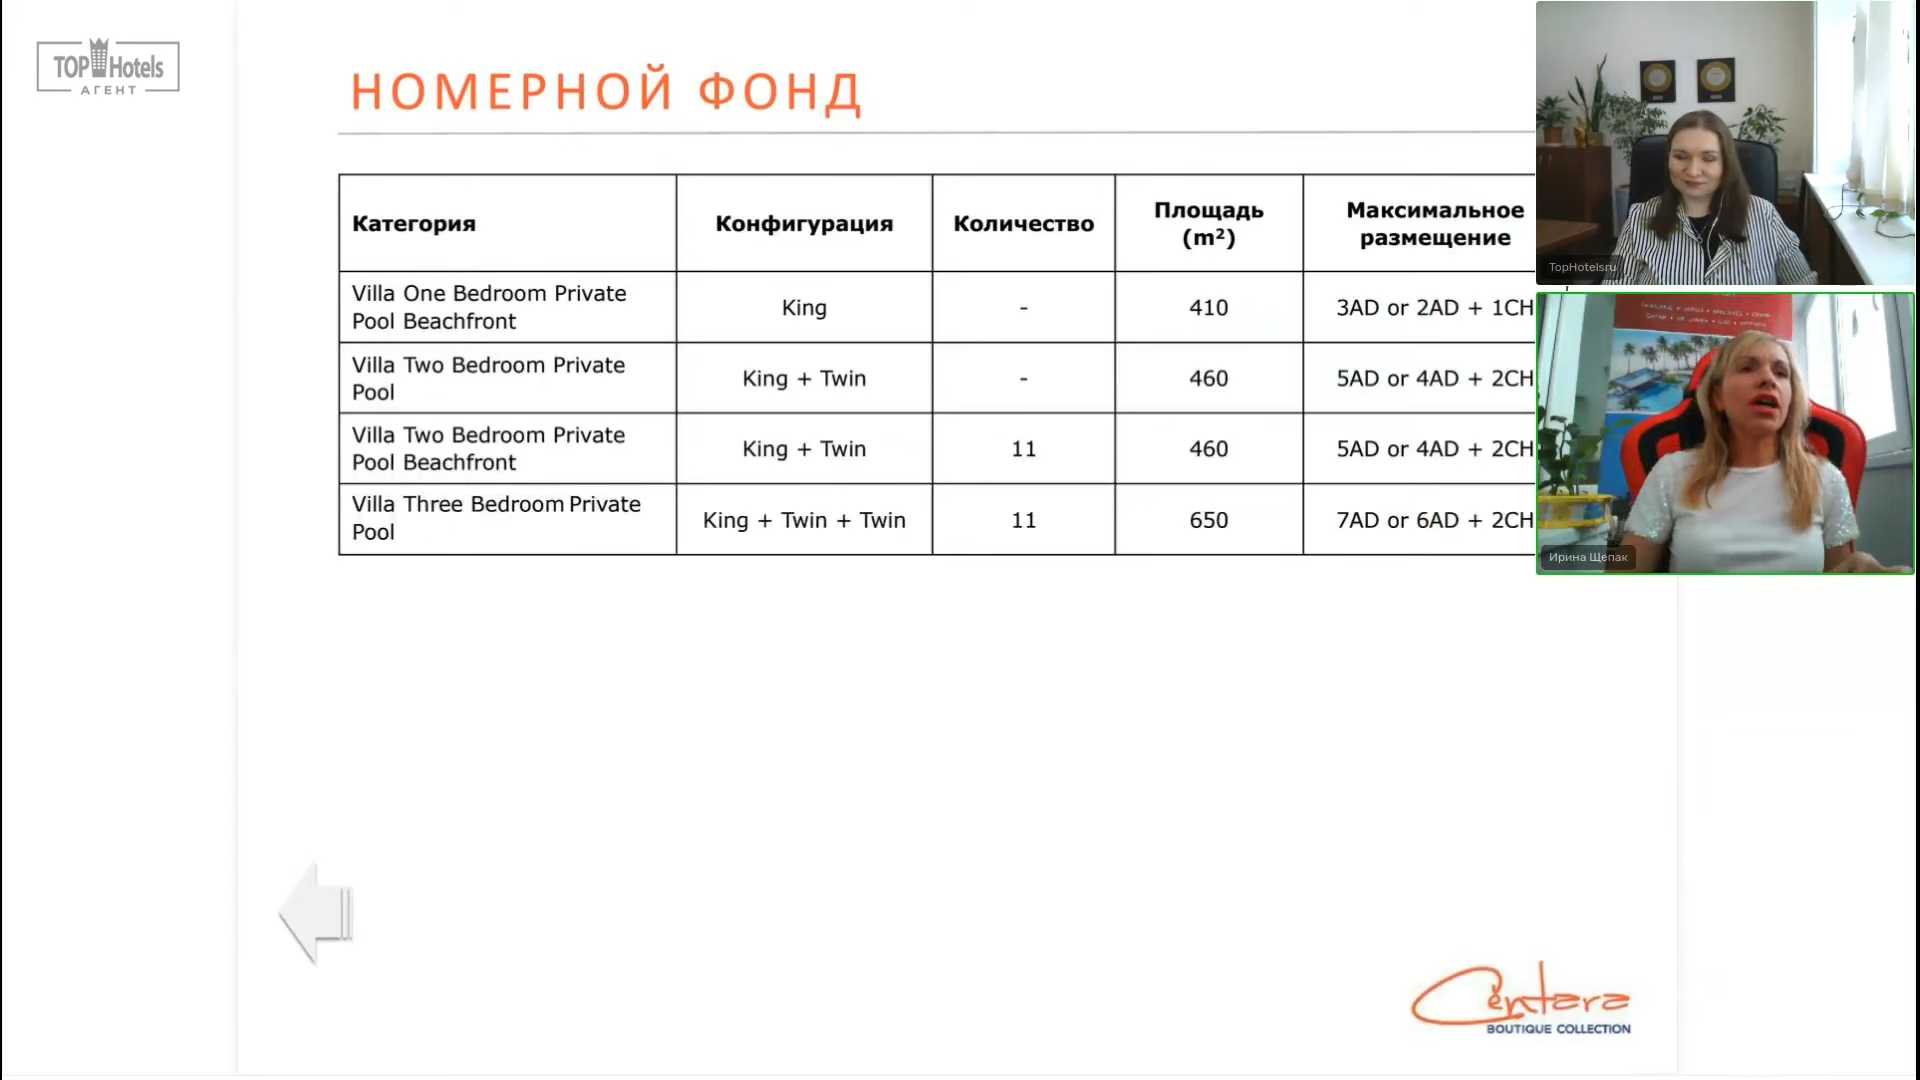 TOP Hotels
АГЕНТ
НОМЕРНОЙ ФОНД
Категория
Конфигурация
Количество
Площадь
(m²)
Максимальное
размещение
Villa One Bedroom Private
Pool Beachfront
King
-
410
3AD or 2AD + 1CH
Villa Two Bedroom Private
Pool
King + Twin
-
460
5AD or 4AD + 2CH
Villa Two Bedroom Private
Pool Beachfront
King + Twin
11
460
5AD or 4AD + 2CH
Villa Three Bedroom Private
Pool
King + Twin + Twin
11
650
7AD or 6AD + 2CH
TopHotelsru
Ирина Щепак
Centara
BOUTIQUE COLLECTION